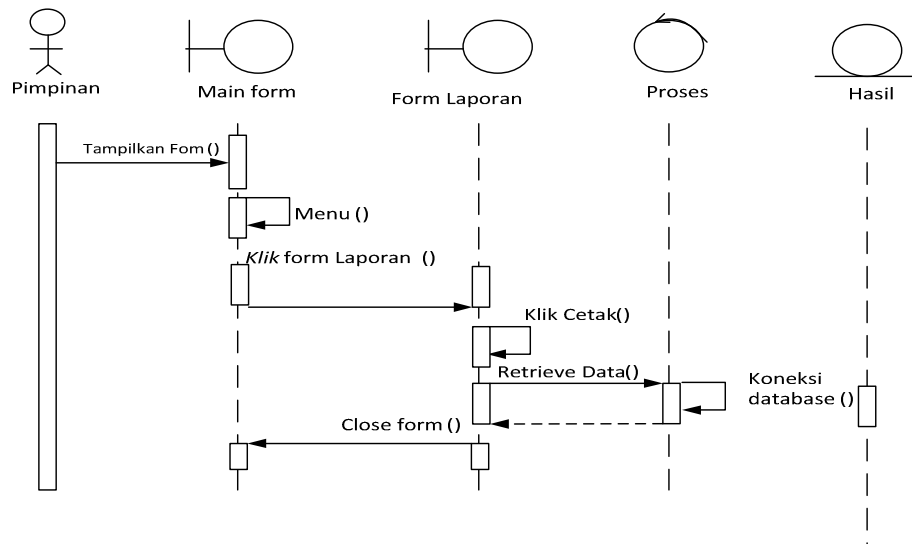 Pimpinan
Main form
Form Laporan
Proses
Hasil
Tampilkan Fom ()
Menu ()
Klik form Laporan ()
Klik Cetak()
Retrieve Data()
Koneksi
database ()
Close form ()